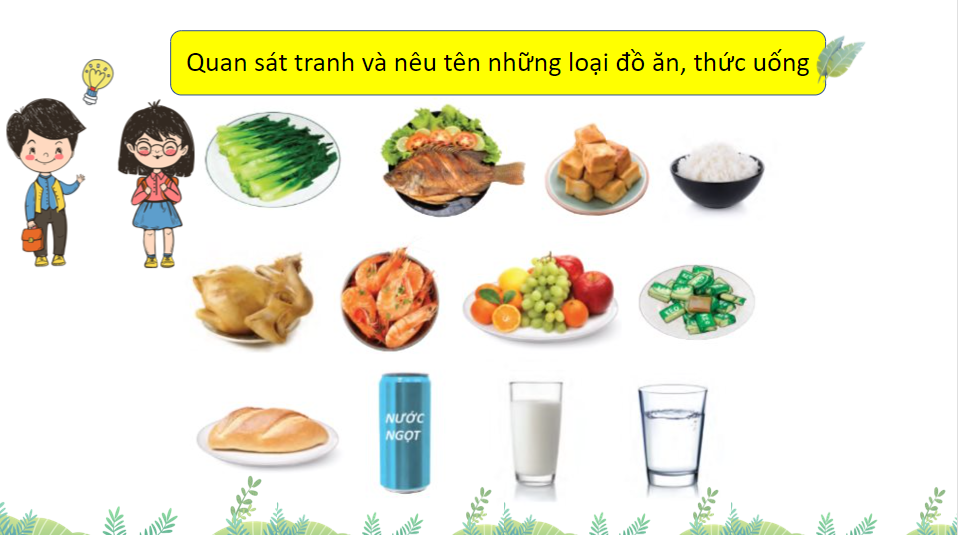 Quan sát tranh và nêu tên những loại đồ ăn, thức uống
NƯỚC
NGỌT